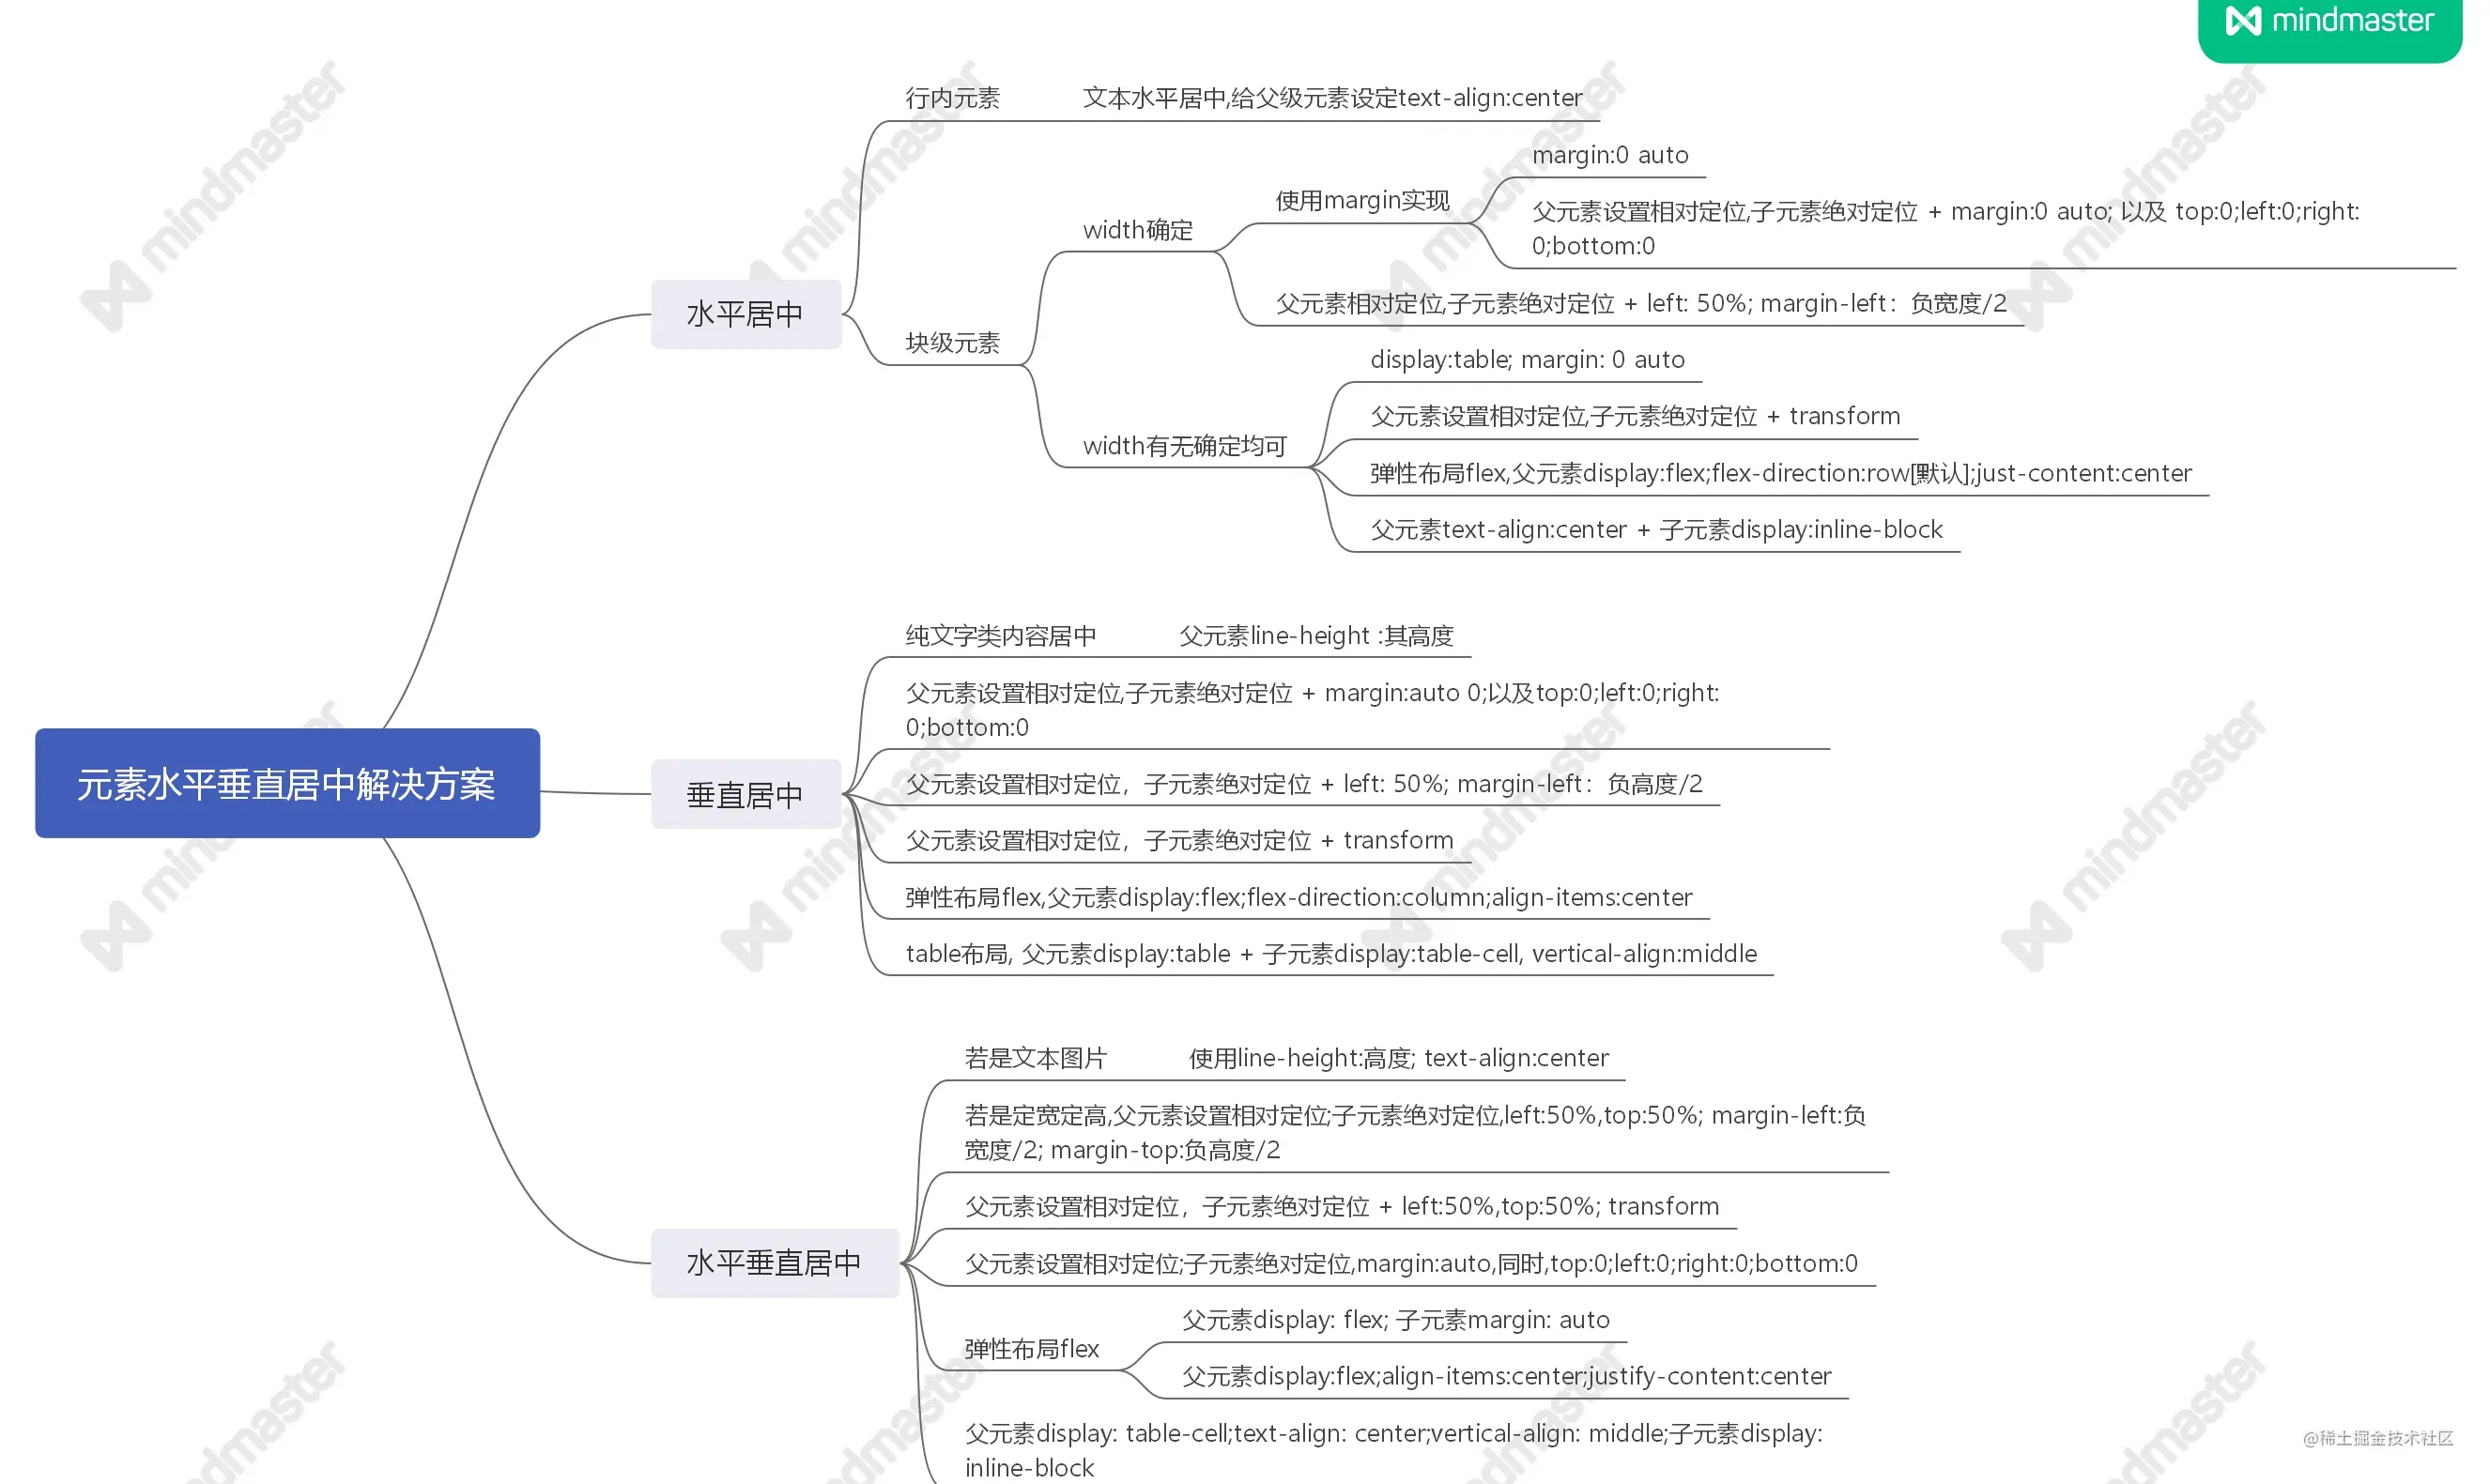 mindmaster
行内元素
文本水平居中,给父级元素设定text-align:center
margin:0 auto
使用margin实现
父元素设置相对定位,子元素绝对定位 + margin:0 auto; 以及 top:0;left:0;right:
0;bottom:0
width确定
父元素相对定位,子元素绝对定位 + left: 50%; margin-left：负宽度/2
水平居中
块级元素
display:table; margin: 0 auto
父元素设置相对定位,子元素绝对定位 + transform
width有无确定均可
弹性布局flex,父元素display:flex;flex-direction:row[默认];just-content:center
父元素text-align:center + 子元素display:inline-block
纯文字类内容居中
父元素line-height :其高度
父元素设置相对定位,子元素绝对定位 + margin:auto 0;以及top:0;left:0;right:
0;bottom:0
元素水平垂直居中解决方案
垂直居中
父元素设置相对定位，子元素绝对定位 + left: 50%; margin-left：负高度/2
父元素设置相对定位，子元素绝对定位 + transform
弹性布局flex,父元素display:flex;flex-direction:column;align-items:center
table布局, 父元素display:table + 子元素display:table-cell, vertical-align:middle
若是文本图片
使用line-height:高度; text-align:center
若是定宽定高,父元素设置相对定位;子元素绝对定位,left:50%,top:50%; margin-left:负
宽度/2; margin-top:负高度/2
父元素设置相对定位，子元素绝对定位 + left:50%,top:50%; transform
水平垂直居中
父元素设置相对定位;子元素绝对定位,margin:auto,同时,top:0;left:0;right:0;bottom:0
弹性布局flex
父元素display: flex; 子元素margin: auto
父元素display:flex;align-items:center;justify-content:center
父元素display: table-cell;text-align: center;vertical-align: middle;子元素display:
inline-block
@稀土掘金技术社区
mindmaster
mindmaster
mindmaster
mindmaster
mindmaster
mindmaster
mindmaster
mindmaster
mindmaster
mindmaster
mindmaster
mindmaster